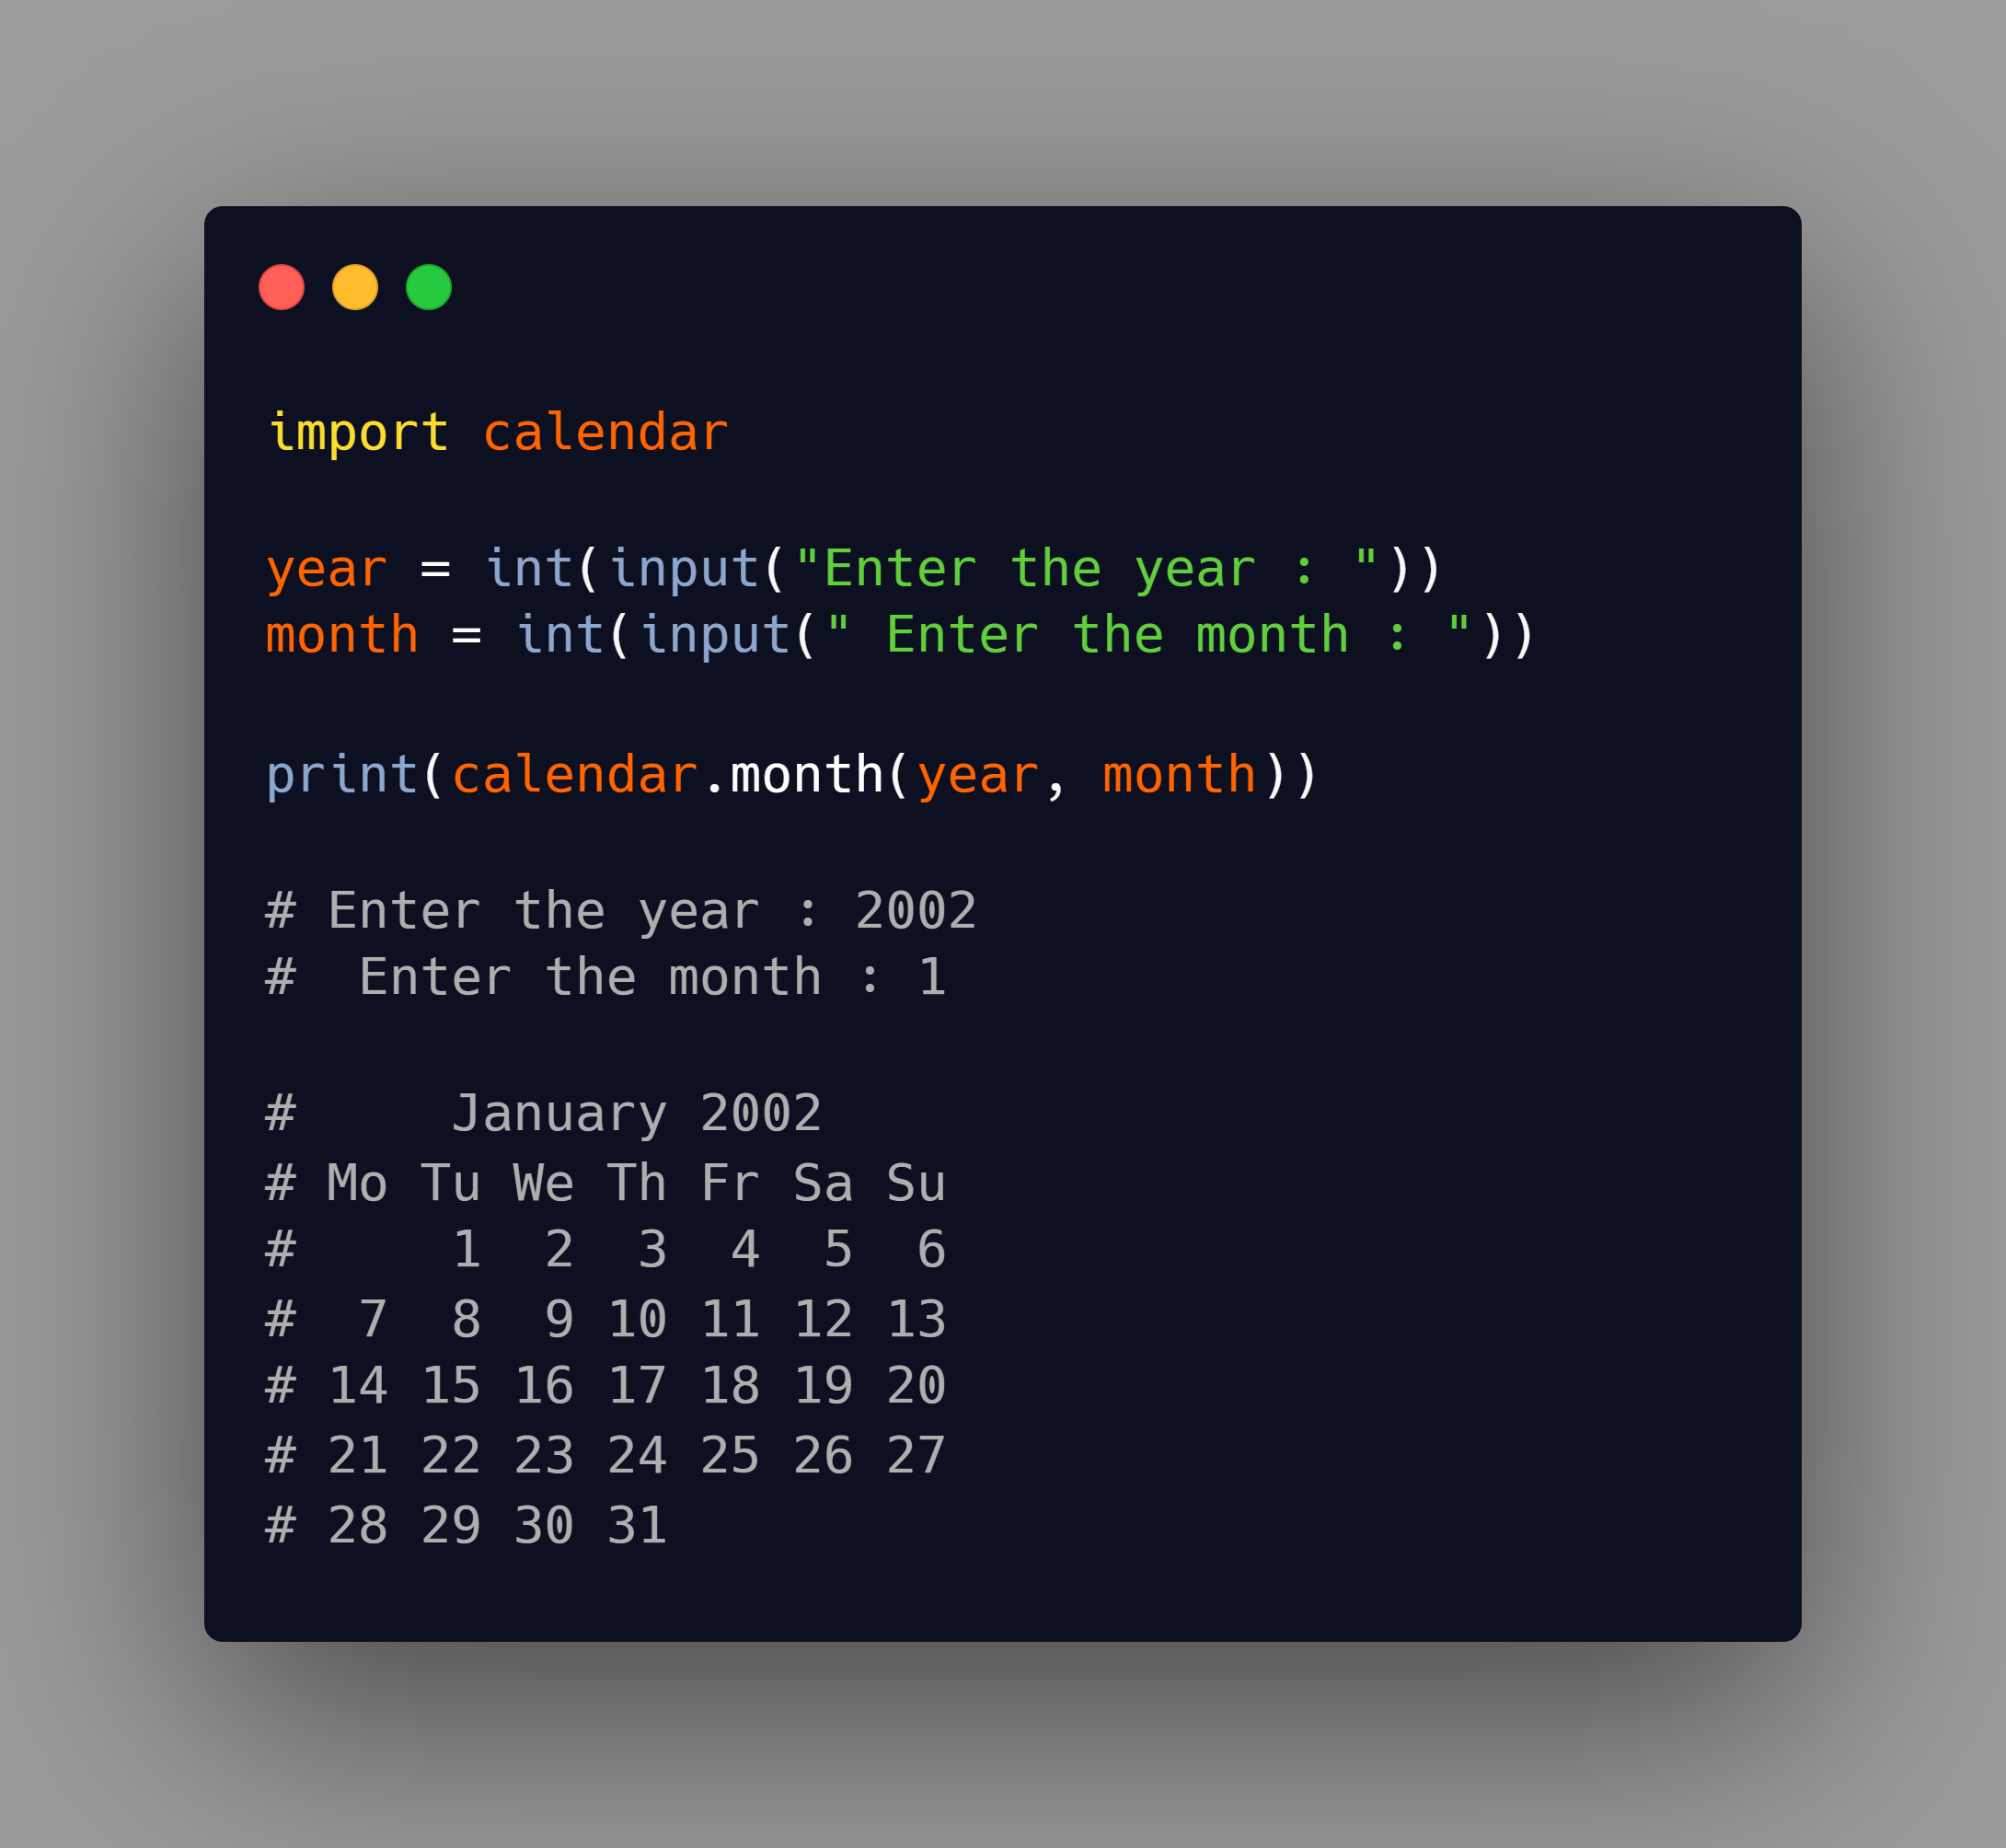 import calendar
year = int(input("Enter the year : "))
month = int(input(" Enter the month : "))
print(calendar.month(year, month))
# Enter the year : 2002
#  Enter the month : 1
#     January 2002
# Mo Tu We Th Fr Sa Su
#     1  2  3  4  5  6
#  7  8  9 10 11 12 13
# 14 15 16 17 18 19 20
# 21 22 23 24 25 26 27
# 28 29 30 31